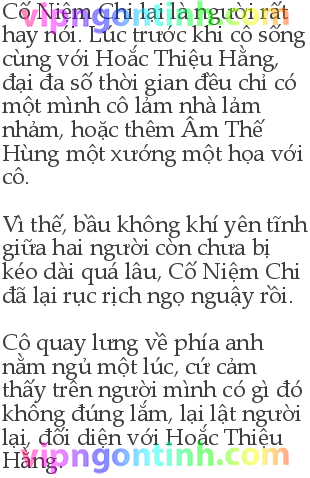 Cố Niệm Chi lại là người rất
hay nói. Lúc trước khi cô sống
cùng với Hoắc Thiệu Hằng,
đại đa số thời gian đều chỉ có
một mình cô lảm nhà lảm
nhảm, hoặc thêm Âm Thế
Hùng một xướng một họa với
cô.
Vì thế, bầu không khí yên tĩnh
giữa hai người còn chưa bị
kéo dài quá lâu, Cố Niệm Chi
đã lại rục rịch ngọ nguậy rồi.
Cô quay lưng về phía anh
nằm ngủ một lúc, cứ cảm
thấy trên người mình có gì đó
không đúng lắm, lại lật người
lại, đối diện với Hoắc Thiệu
Hằng.
vipngontinh.com
vipngontinh.com